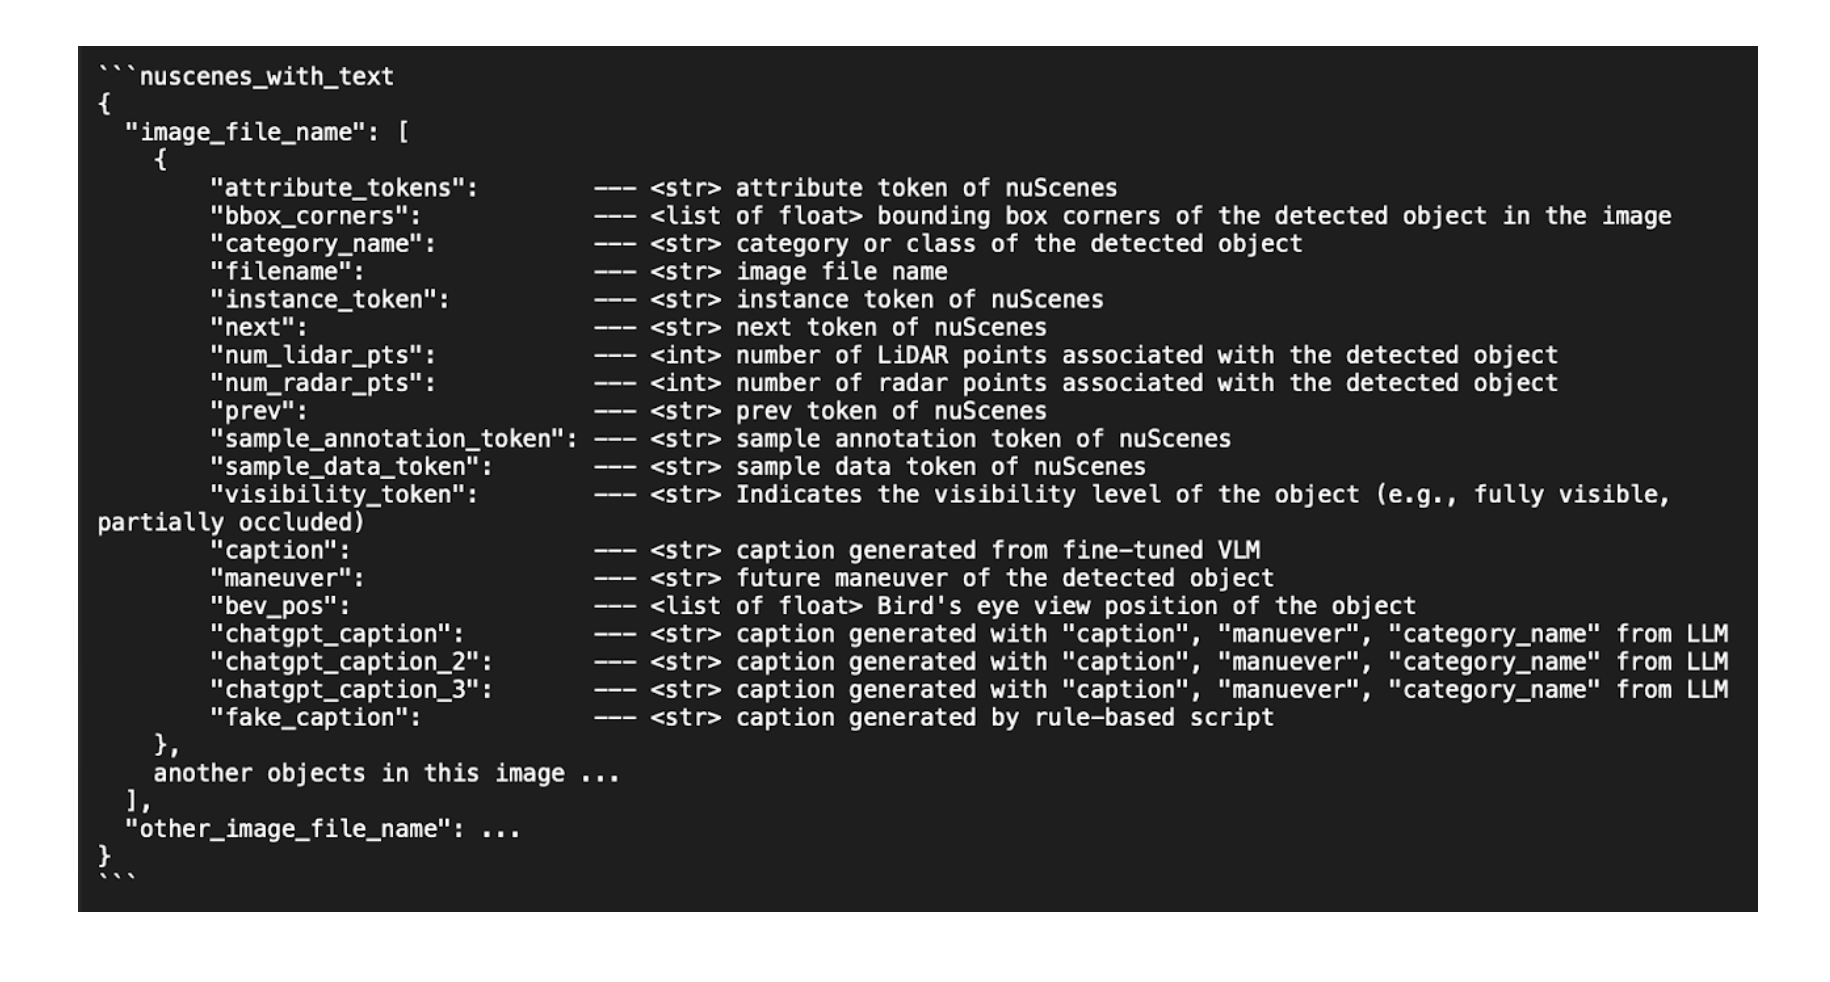 ```nuscenes_with_text
{
  "image_file_name": [
    {
        "attribute_tokens":        --- <str> attribute token of nuScenes
        "bbox_corners":            --- <list of float> bounding box corners of the detected object in the image
        "category_name":           --- <str> category or class of the detected object
        "filename":                --- <str> image file name
        "instance_token":          --- <str> instance token of nuScenes
        "next":                    --- <str> next token of nuScenes
        "num_lidar_pts":           --- <int> number of LiDAR points associated with the detected object
        "num_radar_pts":           --- <int> number of radar points associated with the detected object
        "prev":                    --- <str> prev token of nuScenes
        "sample_annotation_token": --- <str> sample annotation token of nuScenes
        "sample_data_token":       --- <str> sample data token of nuScenes
        "visibility_token":        --- <str> Indicates the visibility level of the object (e.g., fully visible,
partially occluded)
        "caption":                 --- <str> caption generated from fine-tuned VLM
        "maneuver":                --- <str> future maneuver of the detected object
        "bev_pos":                 --- <list of float> Bird's eye view position of the object
        "chatgpt_caption":         --- <str> caption generated with "caption", "manuever", "category_name" from LLM
        "chatgpt_caption_2":       --- <str> caption generated with "caption", "manuever", "category_name" from LLM
        "chatgpt_caption_3":       --- <str> caption generated with "caption", "manuever", "category_name" from LLM
        "fake_caption":            --- <str> caption generated by rule-based script
    },
    another objects in this image ...
  ],
  "other_image_file_name": ...
}
```